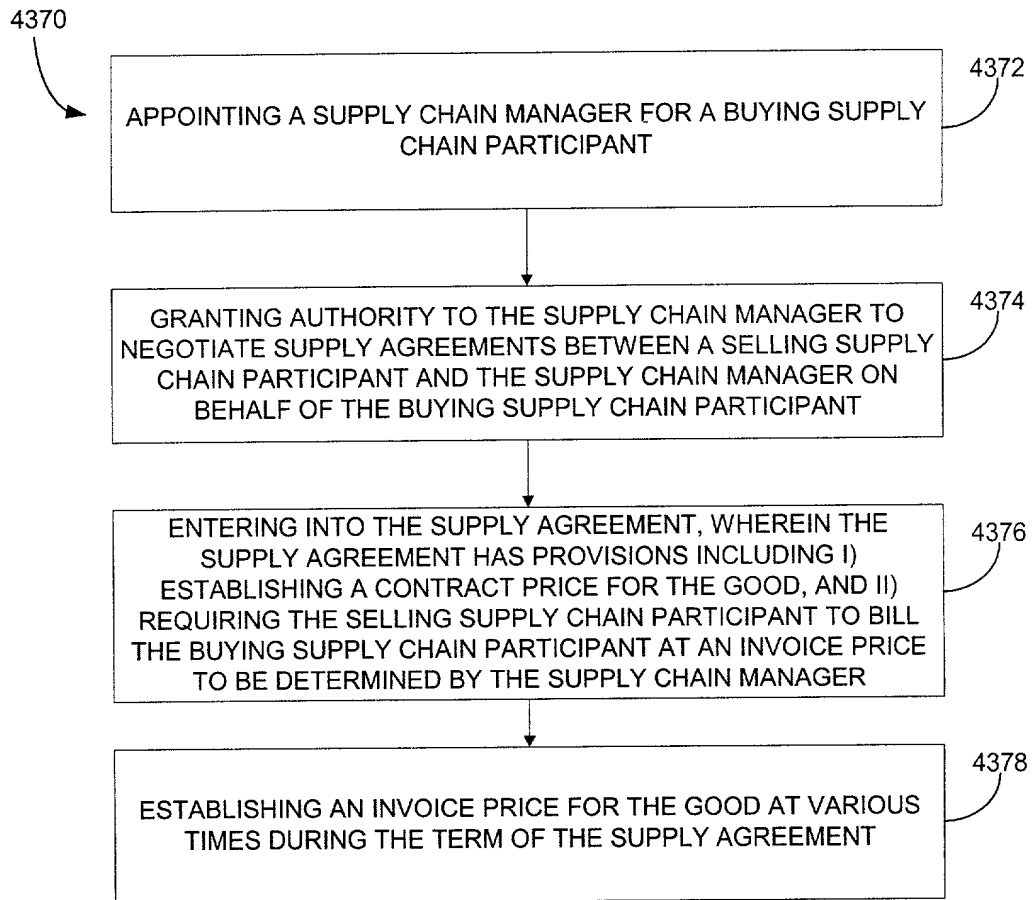 4370
4372
APPOINTING A SUPPLY CHAIN MANAGER FOR A BUYING SUPPLY
CHAIN PARTICIPANT
4374
GRANTING AUTHORITY TO THE SUPPLY CHAIN MANAGER TO
NEGOTIATE SUPPLY AGREEMENTS BETWEEN A SELLING SUPPLY
CHAIN PARTICIPANT AND THE SUPPLY CHAIN MANAGER ON
BEHALF OF THE BUYING SUPPLY CHAIN PARTICIPANT
4376
ENTERING INTO THE SUPPLY AGREEMENT, WHEREIN THE
SUPPLY AGREEMENT HAS PROVISIONS INCLUDING I)
ESTABLISHING A CONTRACT PRICE FOR THE GOOD, AND II)
REQUIRING THE SELLING SUPPLY CHAIN PARTICIPANT TO BILL
THE BUYING SUPPLY CHAIN PARTICIPANT AT AN INVOICE PRICE
TO BE DETERMINED BY THE SUPPLY CHAIN MANAGER
4378
ESTABLISHING AN INVOICE PRICE FOR THE GOOD AT VARIOUS
TIMES DURING THE TERM OF THE SUPPLY AGREEMENT